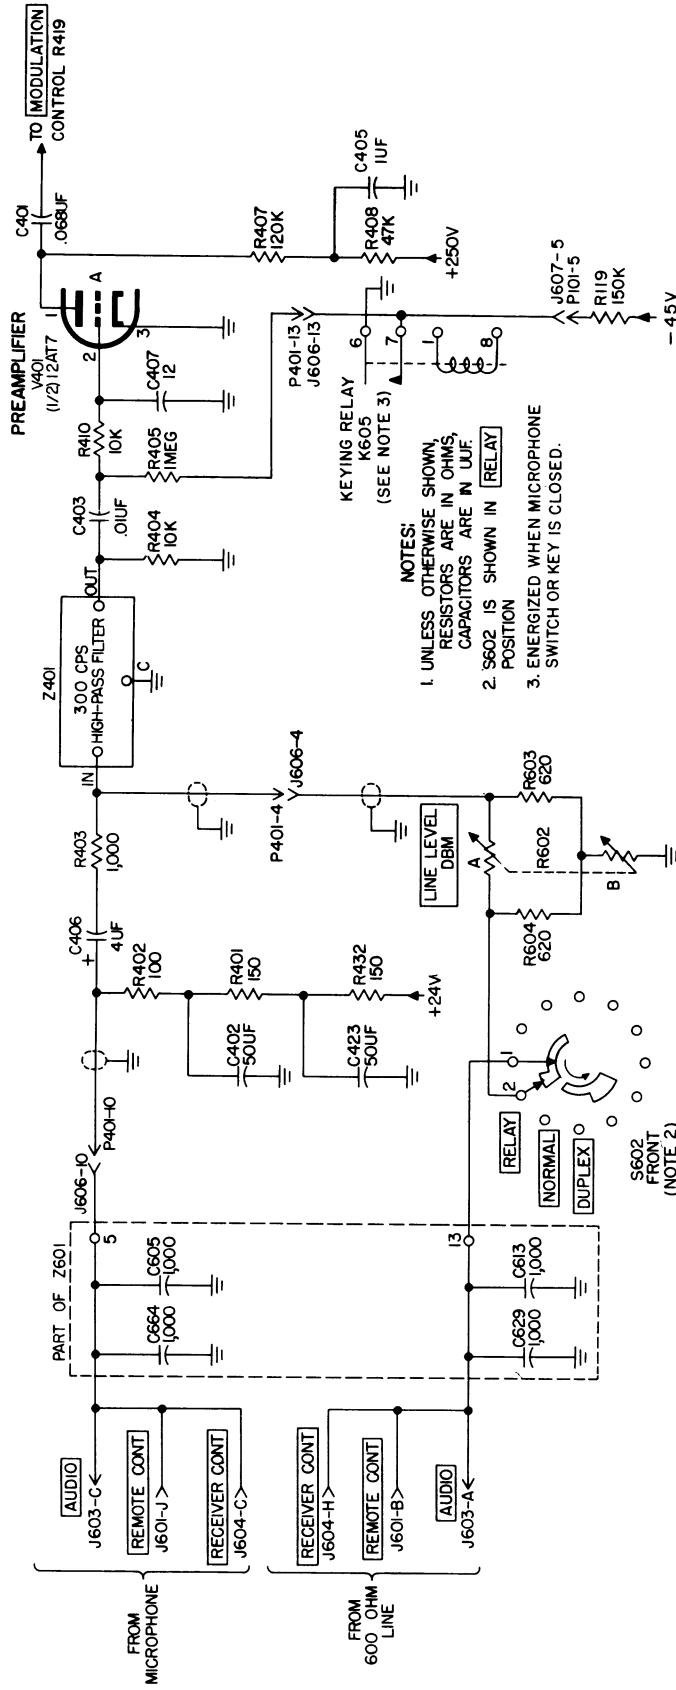 FROM
MICROPHONE
AUDIO
J603-C
REMOTE CONT
J601-J
RECEIVER CONT
J604-C
FROM
600 OHM
LINE
RECEIVER CONT
J604-H
REMOTE CONT
J601-B
AUDIO
J603-A
PART OF Z601
5
C664
1,000
C605
1,000
13
C629
1,000
C613
1,000
J606-10
P401-10
RELAY
NORMAL
DUPLEX
2
1
S602
FRONT
(NOTE 2)
+
C406
4UF
R402
100
C402
50UF
R401
150
C423
50UF
R432
150
+24V
R403
1,000
P401-4
J606-4
LINE LEVEL
DBM
A
R602
R604
620
R603
620
B
Z401
IN
300 CPS
HIGH-PASS FILTER
OUT
C
R404
10K
C403
.01UF
R405
1MEG
R410
10K
C407
12
PREAMPLIFIER
V401
(1/2) 12AT7
1
2
3
A
C401
.068UF
TO MODULATION
CONTROL R419
R407
120K
C405
1UF
R408
47K
+250V
P401-13
J606-13
KEYING RELAY
K605
(SEE NOTE 3)
6
7
1
8
J607-5
P101-5
R119
150K
-45V
NOTES:
1. UNLESS OTHERWISE SHOWN,
RESISTORS ARE IN OHMS,
CAPACITORS ARE IN UUF.
2. S602 IS SHOWN IN RELAY
POSITION
3. ENERGIZED WHEN MICROPHONE
SWITCH OR KEY IS CLOSED.